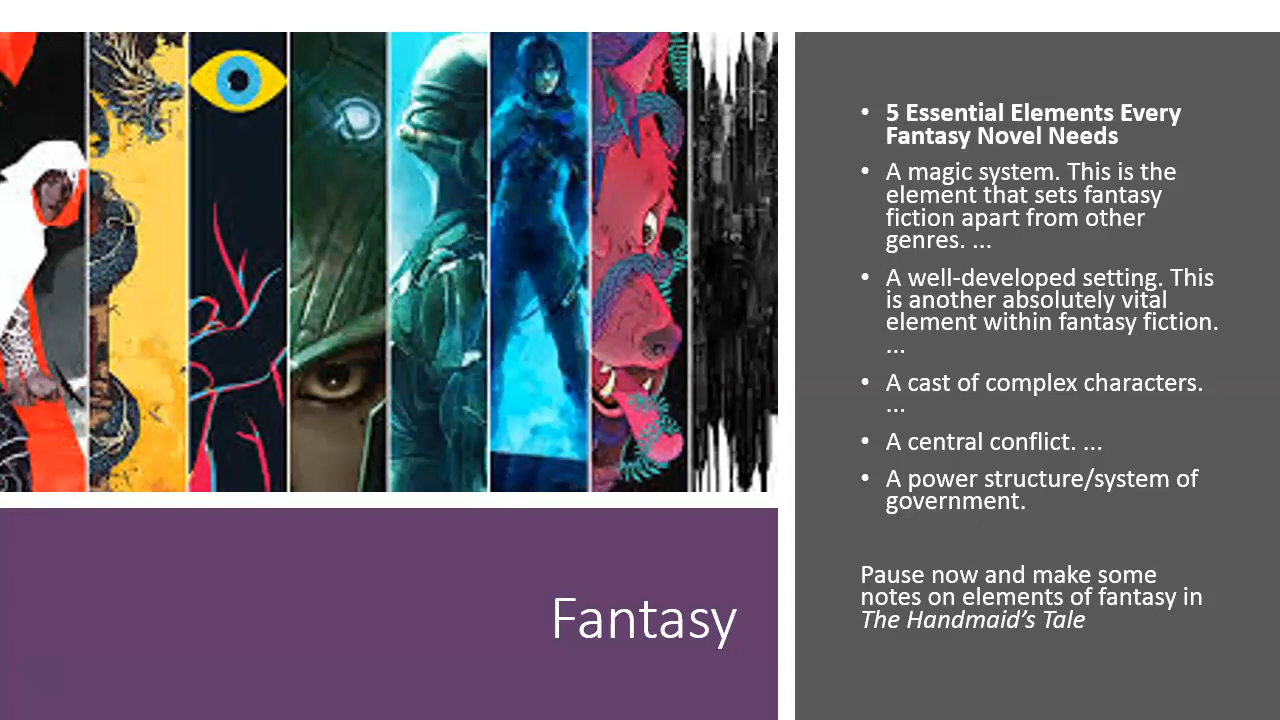 • 5 Essential Elements Every
Fantasy Novel Needs
• A magic system. This is the
element that sets fantasy
fiction apart from other
genres. ...
• A well-developed setting. This
is another absolutely vital
element within fantasy fiction.
...
• A cast of complex characters.
...
• A central conflict. ...
• A power structure/system of
government.
Pause now and make some
notes on elements of fantasy in
The Handmaid’s Tale
Fantasy